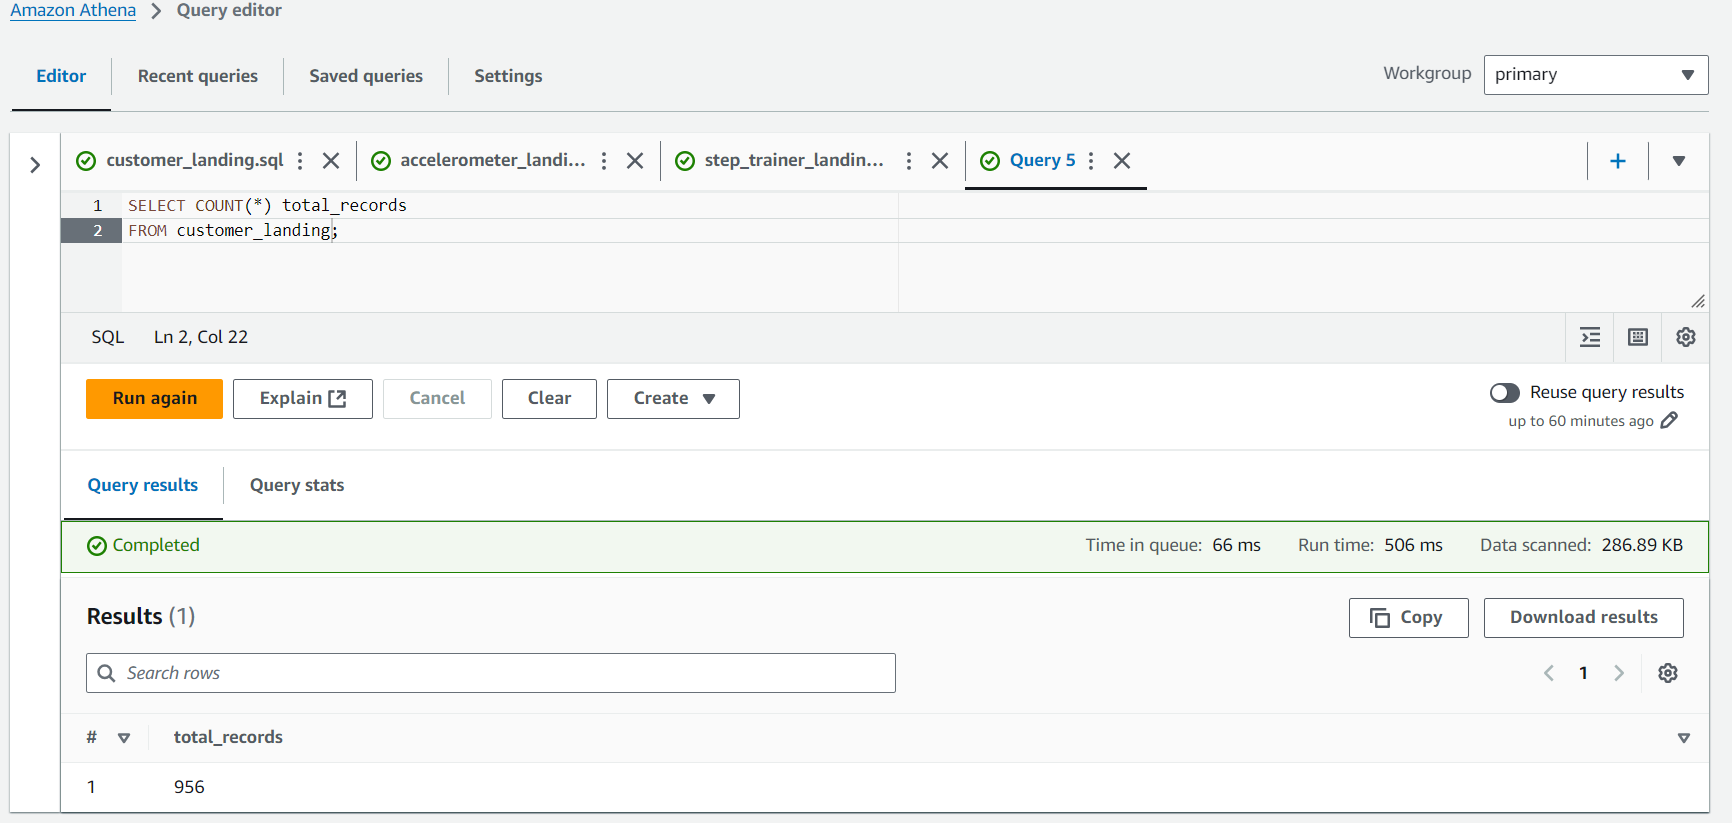 Amazon Athena > Query editor
Editor Recent queries Saved queries Settings Workgroup primary
customer_landing.sql accelerometer_landi... step_trainer_landin... Query 5
1 SELECT COUNT(*) total_records
2 FROM customer_landing;
SQL Ln 2, Col 22
Run again Explain Cancel Clear Create Reuse query results
up to 60 minutes ago
Query results Query stats
Completed Time in queue: 66 ms Run time: 506 ms Data scanned: 286.89 KB
Results (1) Copy Download results
Search rows 1
# total_records
1 956